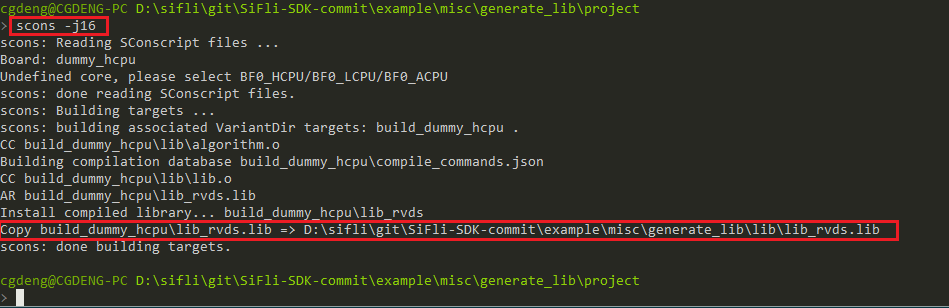 cgdeng@CGDENG-PC D:\sifli\git\SiFli-SDK-commit\example\misc\generate_lib\project
> scons -j16
scons: Reading SConscript files ...
Board: dummy_hcpu
Undefined core, please select BF0_HCPU/BF0_LCPU/BF0_ACPU
scons: done reading SConscript files.
scons: Building targets ...
scons: building associated VariantDir targets: build_dummy_hcpu .
CC build_dummy_hcpu\lib\algorithm.o
Building compilation database build_dummy_hcpu\compile_commands.json
CC build_dummy_hcpu\lib\lib.o
AR build_dummy_hcpu\lib_rvds.lib
Install compiled library... build_dummy_hcpu\lib_rvds
Copy build_dummy_hcpu\lib_rvds.lib => D:\sifli\git\SiFli-SDK-commit\example\misc\generate_lib\lib\lib_rvds.lib
scons: done building targets.
cgdeng@CGDENG-PC D:\sifli\git\SiFli-SDK-commit\example\misc\generate_lib\project
>